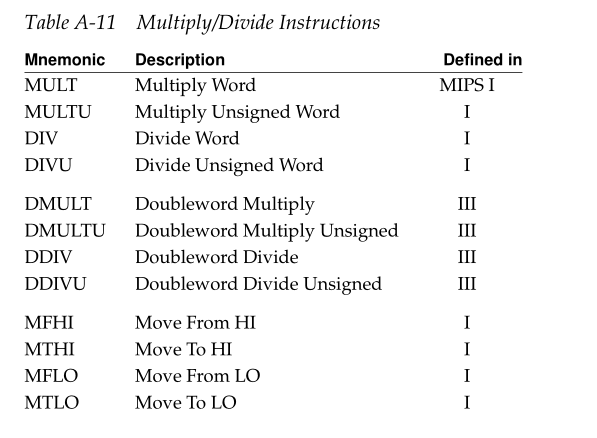 Table A-11 Multiply/Divide Instructions
Mnemonic Description Defined in
MULT Multiply Word MIPS I
MULTU Multiply Unsigned Word I
DIV Divide Word I
DIVU Divide Unsigned Word I
DMULT Doubleword Multiply III
DMULTU Doubleword Multiply Unsigned III
DDIV Doubleword Divide III
DDIVU Doubleword Divide Unsigned III
MFHI Move From HI I
MTHI Move To HI I
MFLO Move From LO I
MTLO Move To LO I